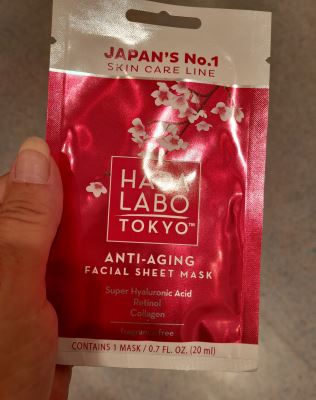 JAPAN'S No.1
SKIN CARE LINE
HADA
LABO
TOKYO™
ANTI-AGING
FACIAL SHEET MASK
Super Hyaluronic Acid
Retinol
Collagen
fragrance free
CONTAINS 1 MASK / 0.7 FL. OZ. (20 ml)